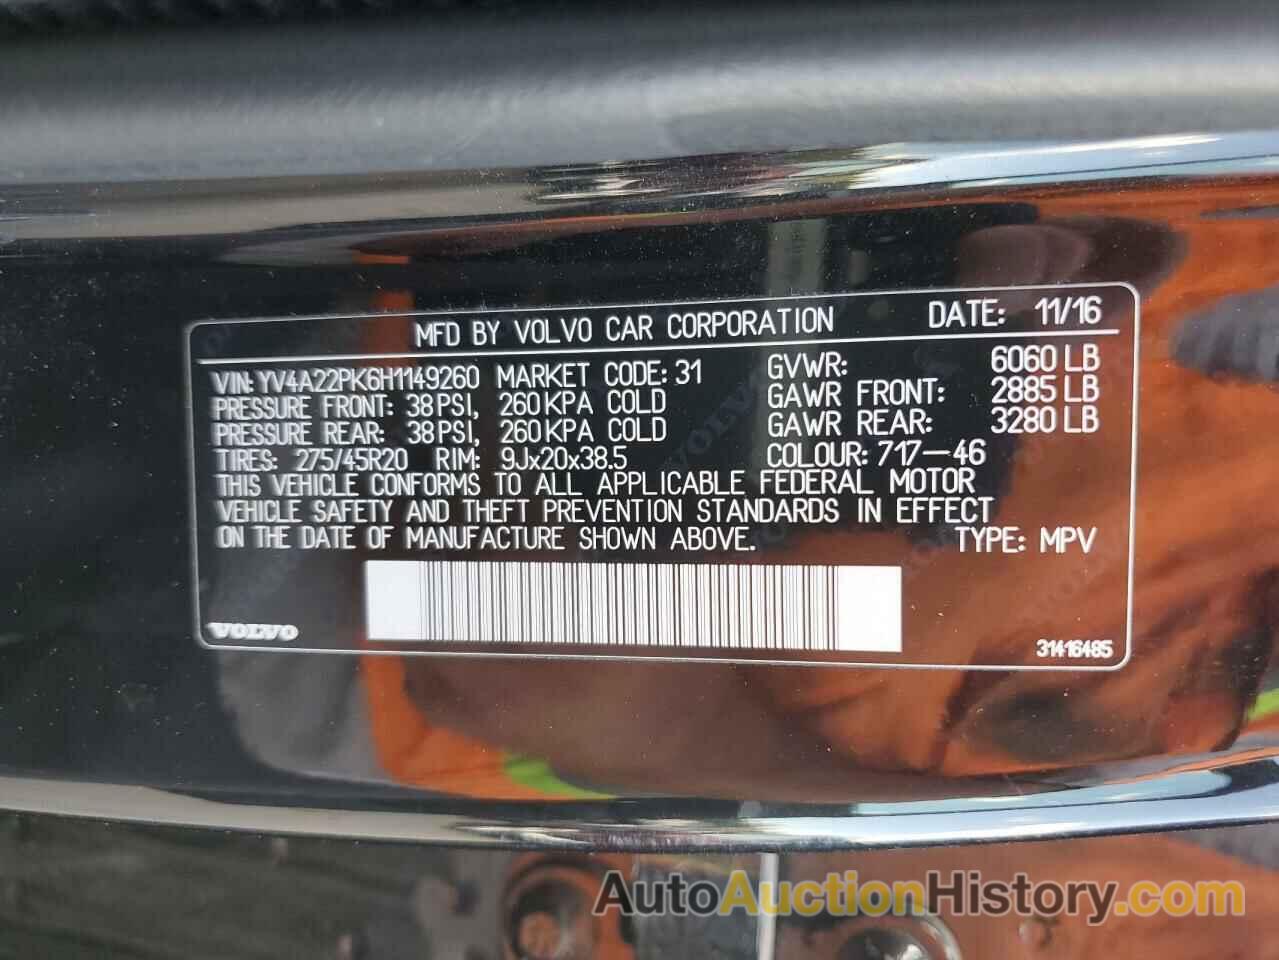 MFD BY VOLVO CAR CORPORATION DATE: 11/16
VIN: YV4A22PK6H1149260 MARKET CODE: 31 GVWR: 6060 LB
PRESSURE FRONT: 38 PSI, 260 KPA COLD GAWR FRONT: 2885 LB
PRESSURE REAR: 38 PSI, 260 KPA COLD GAWR REAR: 3280 LB
TIRES: 275/45R20 RIM: 9Jx20x38.5 COLOUR: 717-46
THIS VEHICLE CONFORMS TO ALL APPLICABLE FEDERAL MOTOR
VEHICLE SAFETY AND THEFT PREVENTION STANDARDS IN EFFECT
ON THE DATE OF MANUFACTURE SHOWN ABOVE. TYPE: MPV
VOLVO 31416485
AutoAuctionHistory.com